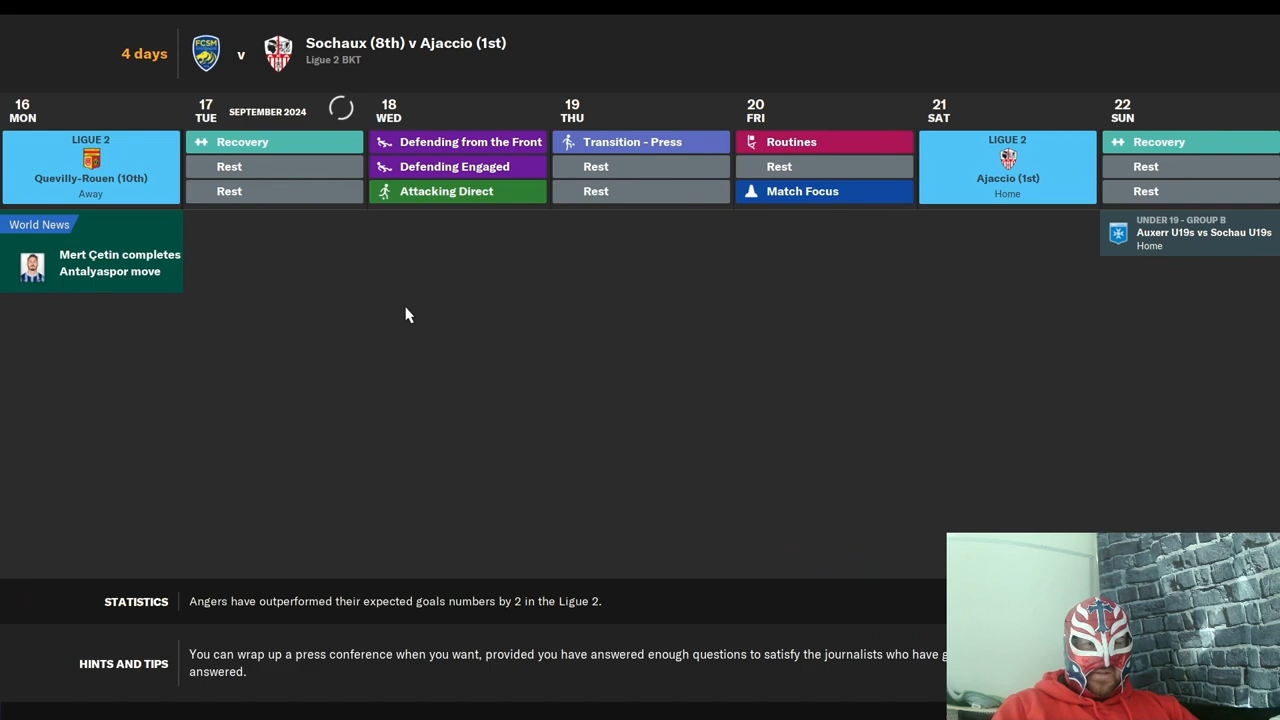 4 days
v
Sochaux (8th) v Ajaccio (1st)
Ligue 2 BKT
16
MON
17
TUE
SEPTEMBER 2024
18
WED
19
THU
20
FRI
21
SAT
22
SUN
LIGUE 2
Quevilly-Rouen (10th)
Away
Recovery
Rest
Rest
Defending from the Front
Defending Engaged
Attacking Direct
Transition - Press
Rest
Rest
Routines
Rest
Match Focus
LIGUE 2
Ajaccio (1st)
Home
Recovery
Rest
Rest
World News
Mert Çetin completes
Antalyaspor move
UNDER 19 - GROUP B
Auxerr U19s vs Sochau U19s
Home
STATISTICS
Angers have outperformed their expected goals numbers by 2 in the Ligue 2.
HINTS AND TIPS
You can wrap up a press conference when you want, provided you have answered enough questions to satisfy the journalists who have
answered.